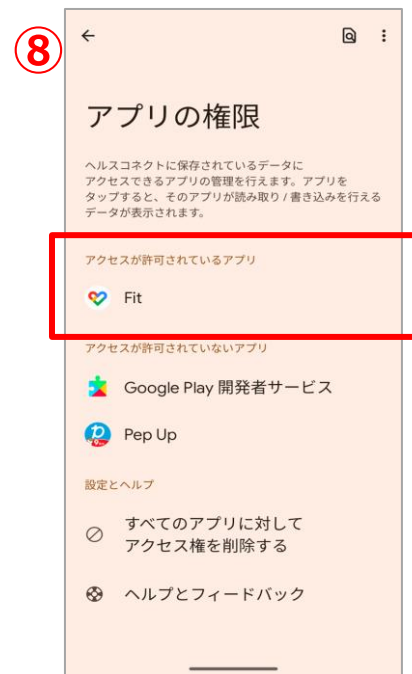 ⑧
アプリの権限
ヘルスコネクトに保存されているデータに
アクセスできるアプリの管理を行えます。アプリを
タップすると、そのアプリが読み取り / 書き込みを行える
データが表示されます。
アクセスが許可されているアプリ
Fit
アクセスが許可されていないアプリ
Google Play 開発者サービス
Pep Up
設定とヘルプ
すべてのアプリに対して
アクセス権を削除する
ヘルプとフィードバック